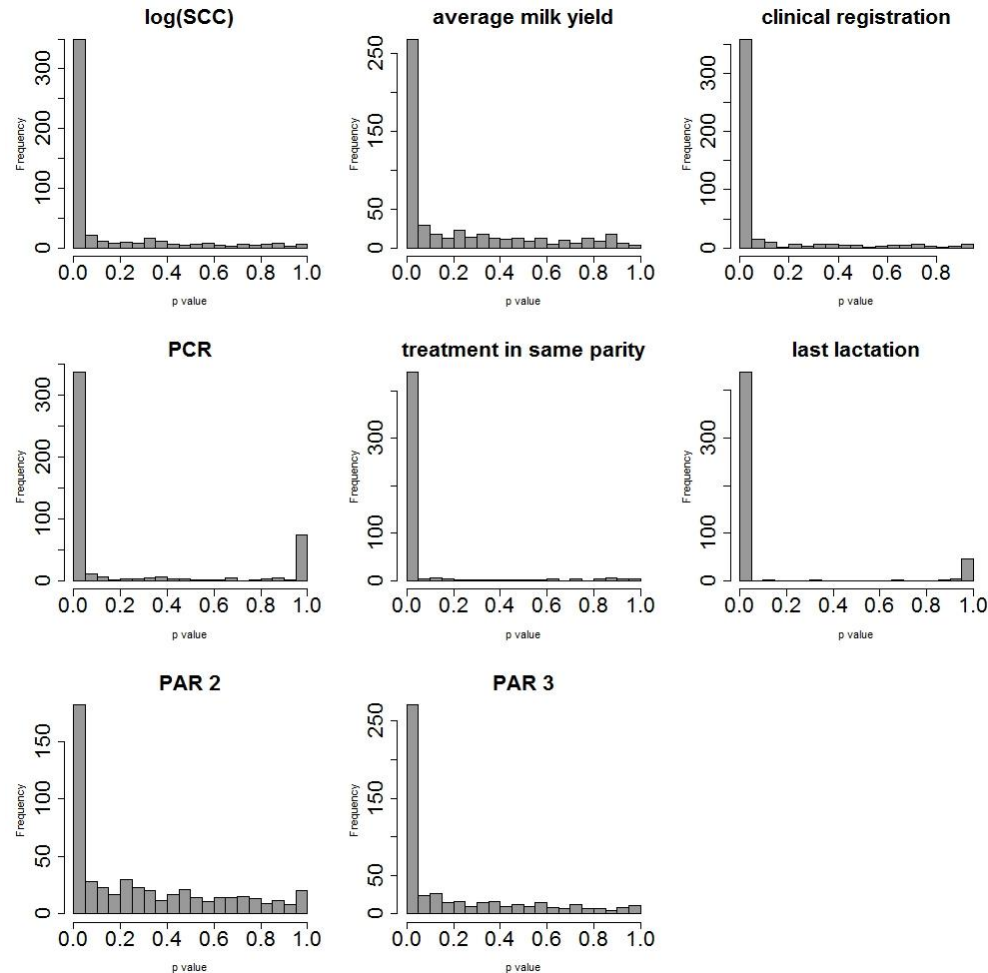 log(SCC)
Frequency
0 100 200 300
0.0 0.2 0.4 0.6 0.8 1.0
p value
average milk yield
Frequency
0 50 150 250
0.0 0.2 0.4 0.6 0.8 1.0
p value
clinical registration
Frequency
0 100 200 300
0.0 0.2 0.4 0.6 0.8
p value
PCR
Frequency
0 100 200 300
0.0 0.2 0.4 0.6 0.8 1.0
p value
treatment in same parity
Frequency
0 100 300
0.0 0.2 0.4 0.6 0.8 1.0
p value
last lactation
Frequency
0 100 300
0.0 0.2 0.4 0.6 0.8 1.0
p value
PAR 2
Frequency
0 50 100 150
0.0 0.2 0.4 0.6 0.8 1.0
p value
PAR 3
Frequency
0 50 150 250
0.0 0.2 0.4 0.6 0.8 1.0
p value